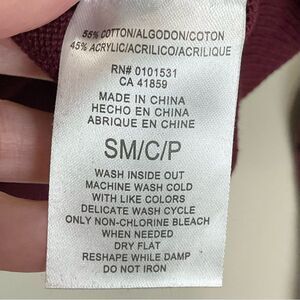 55% COTTON/ALGODON/COTON
45% ACRYLIC/ACRILICO/ACRILIQUE
RN# 0101531
CA 41859
MADE IN CHINA
HECHO EN CHINA
ABRIQUE EN CHINE
SM/C/P
WASH INSIDE OUT
MACHINE WASH COLD
WITH LIKE COLORS
DELICATE WASH CYCLE
ONLY NON-CHLORINE BLEACH
WHEN NEEDED
DRY FLAT
RESHAPE WHILE DAMP
DO NOT IRON